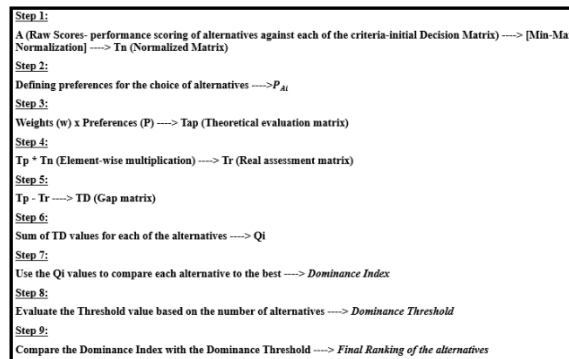 Step 1:
A (Raw Scores- performance scoring of alternatives against each of the criteria-initial Decision Matrix) ----> [Min-Ma
Normalization] ----> Tn (Normalized Matrix)
Step 2:
Defining preferences for the choice of alternatives ---->P_Ai
Step 3:
Weights (w) x Preferences (P) ----> Tap (Theoretical evaluation matrix)
Step 4:
Tp * Tn (Element-wise multiplication) ----> Tr (Real assessment matrix)
Step 5:
Tp - Tr ----> TD (Gap matrix)
Step 6:
Sum of TD values for each of the alternatives ----> Qi
Step 7:
Use the Qi values to compare each alternative to the best ----> Dominance Index
Step 8:
Evaluate the Threshold value based on the number of alternatives ----> Dominance Threshold
Step 9:
Compare the Dominance Index with the Dominance Threshold ----> Final Ranking of the alternatives